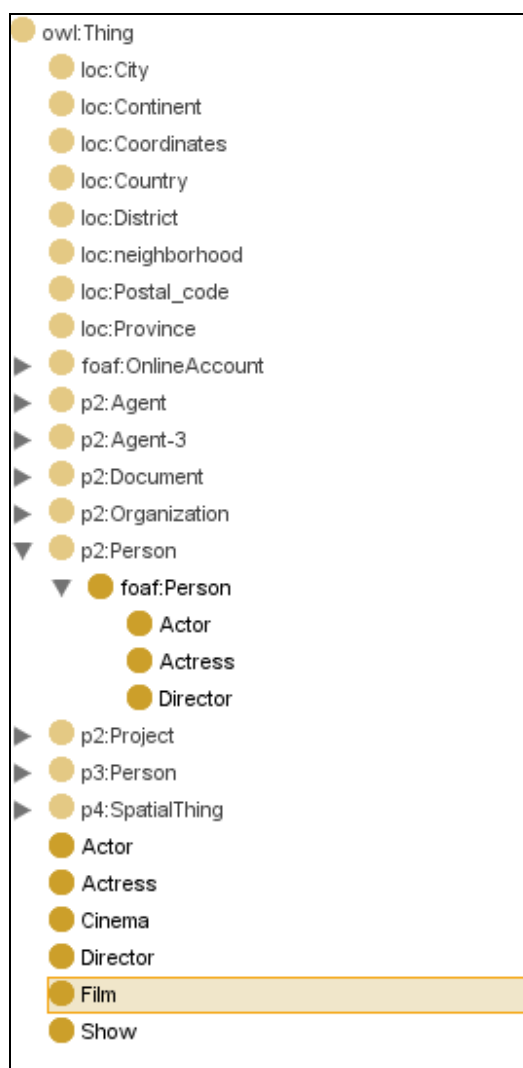 owl:Thing
loc:City
loc:Continent
loc:Coordinates
loc:Country
loc:District
loc:neighborhood
loc:Postal_code
loc:Province
foaf:OnlineAccount
p2:Agent
p2:Agent-3
p2:Document
p2:Organization
p2:Person
foaf:Person
Actor
Actress
Director
p2:Project
p3:Person
p4:SpatialThing
Actor
Actress
Cinema
Director
Film
Show